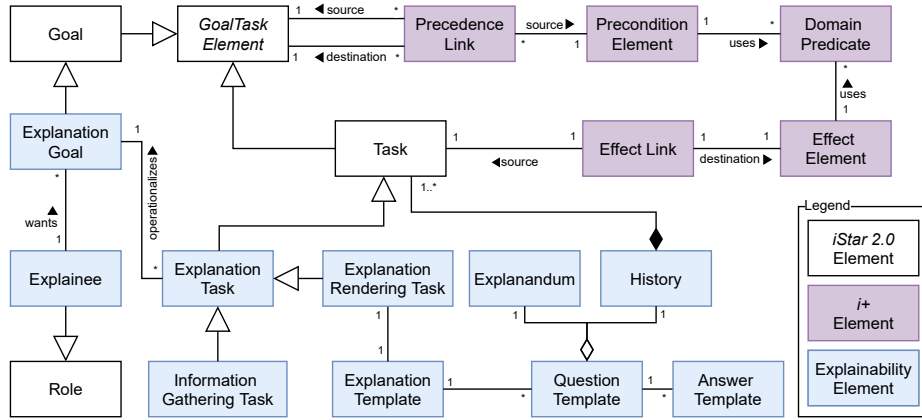 Goal
GoalTask
Element
1
◀ source
*
1
◀ destination
*
Precedence
Link
source ▶
*
1
Precondition
Element
1
*
uses ▶
Domain
Predicate
*
▲
uses
1
Explanation
Goal
1
*
▲
wants
1
operationalizes ▶
*
Task
1
◀source
1
Effect Link
1
1
destination ▶
Effect
Element
1..*
Explainee
Explanation
Task
Explanation
Rendering Task
Explanandum
History
1
1
1
1
Role
Information
Gathering Task
Explanation
Template
1
*
Question
Template
1
*
Answer
Template
Legend
iStar 2.0
Element
i+
Element
Explainability
Element